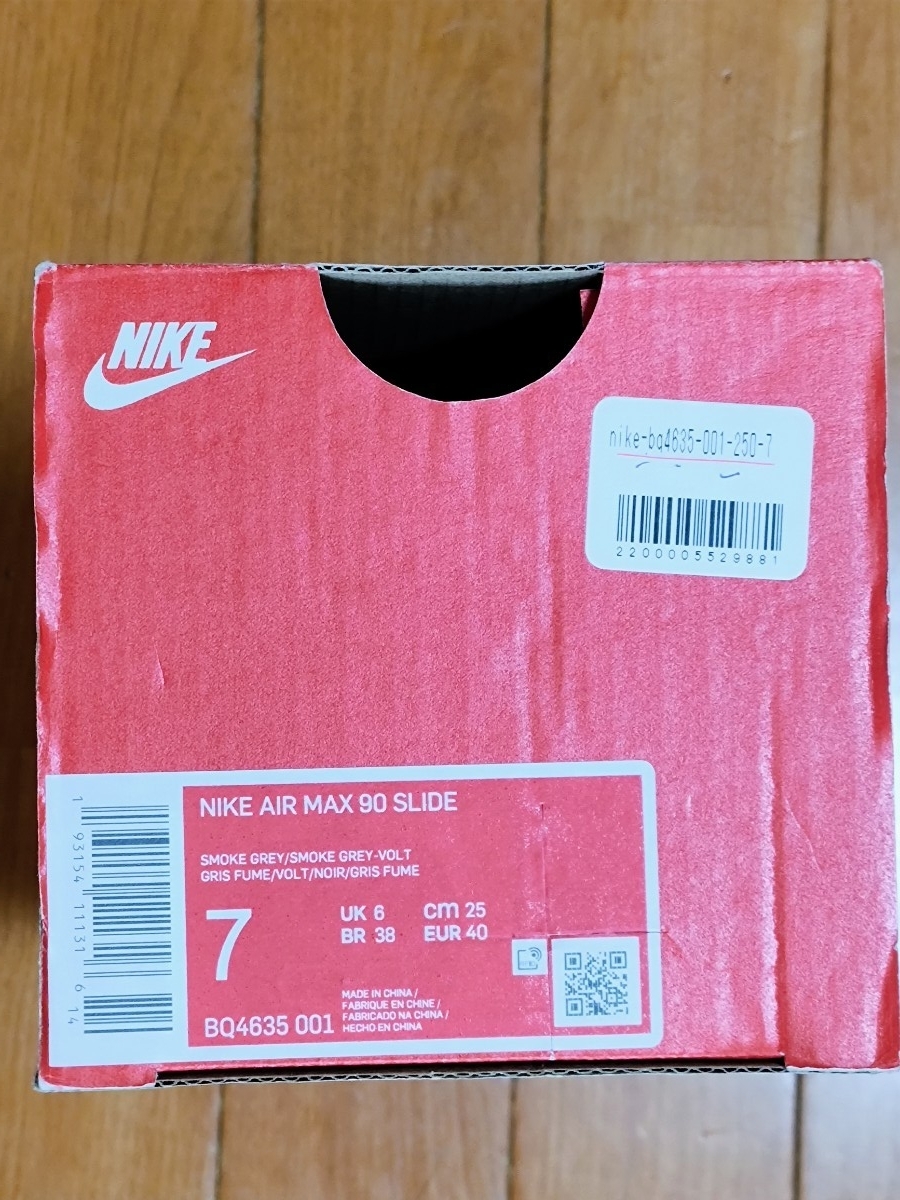 NIKE
nike-bq4635-001-250-7
2200005529881
NIKE AIR MAX 90 SLIDE
SMOKE GREY/SMOKE GREY-VOLT
GRIS FUME/VOLT/NOIR/GRIS FUME
7
UK 6
cm 25
BR 38
EUR 40
BQ4635 001
MADE IN CHINA /
FABRIQUE EN CHINE /
FABRICADO NA CHINA /
HECHO EN CHINA
1 93154 11131 6 14